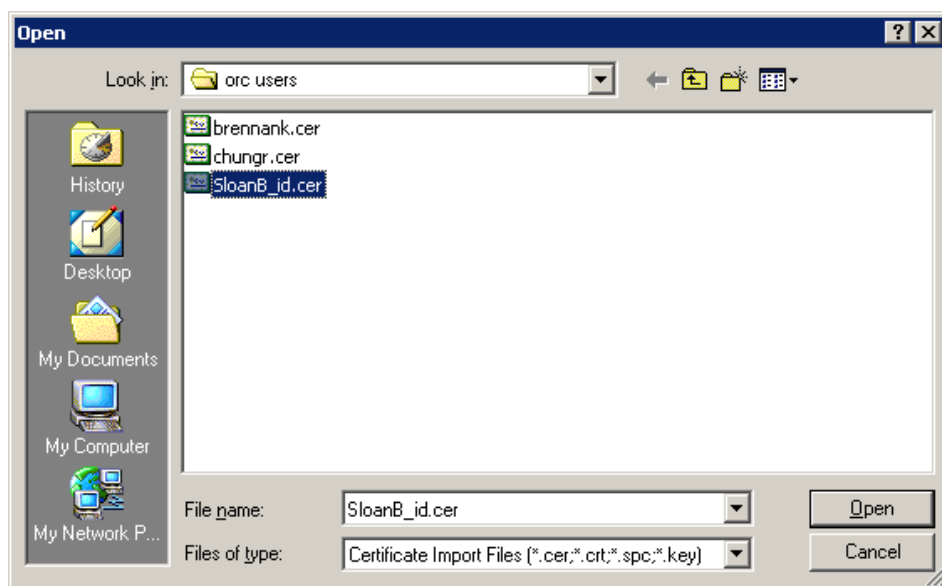 Open
Look in:
orc users
brennank.cer
chungr.cer
SloanB_id.cer
History
Desktop
My Documents
My Computer
My Network P...
File name:
SloanB_id.cer
Open
Files of type:
Certificate Import Files (*.cer;*.crt;*.spc;*.key)
Cancel